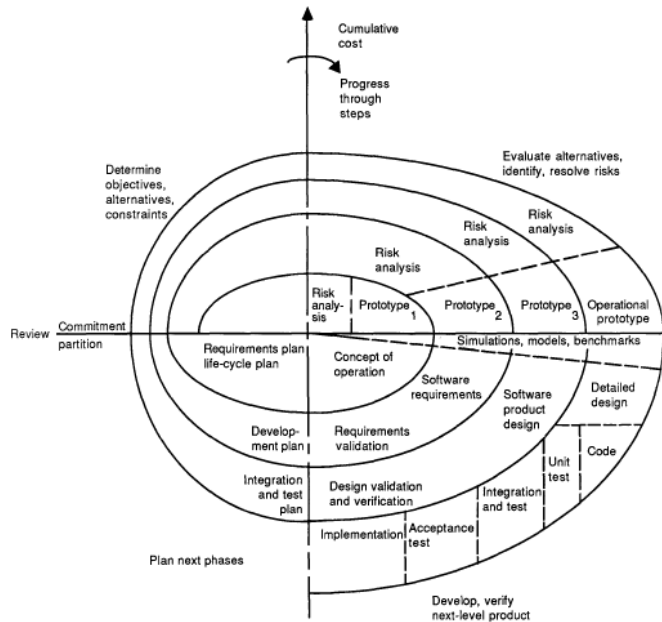 Cumulative
cost
Progress
through
steps
Determine
objectives,
alternatives,
constraints
Evaluate alternatives,
identify, resolve risks
Risk
analysis
Risk
analysis
Risk
analysis
Risk
analy-
sis
Prototype
1
Prototype
2
Prototype
3
Operational
prototype
Review
Commitment
partition
Simulations, models, benchmarks
Requirements plan
life-cycle plan
Concept of
operation
Software
requirements
Software
product
design
Detailed
design
Develop-
ment plan
Requirements
validation
Code
Unit
test
Integration
and test
plan
Design validation
and verification
Integration
and test
Acceptance
test
Implementation
Plan next phases
Develop, verify
next-level product